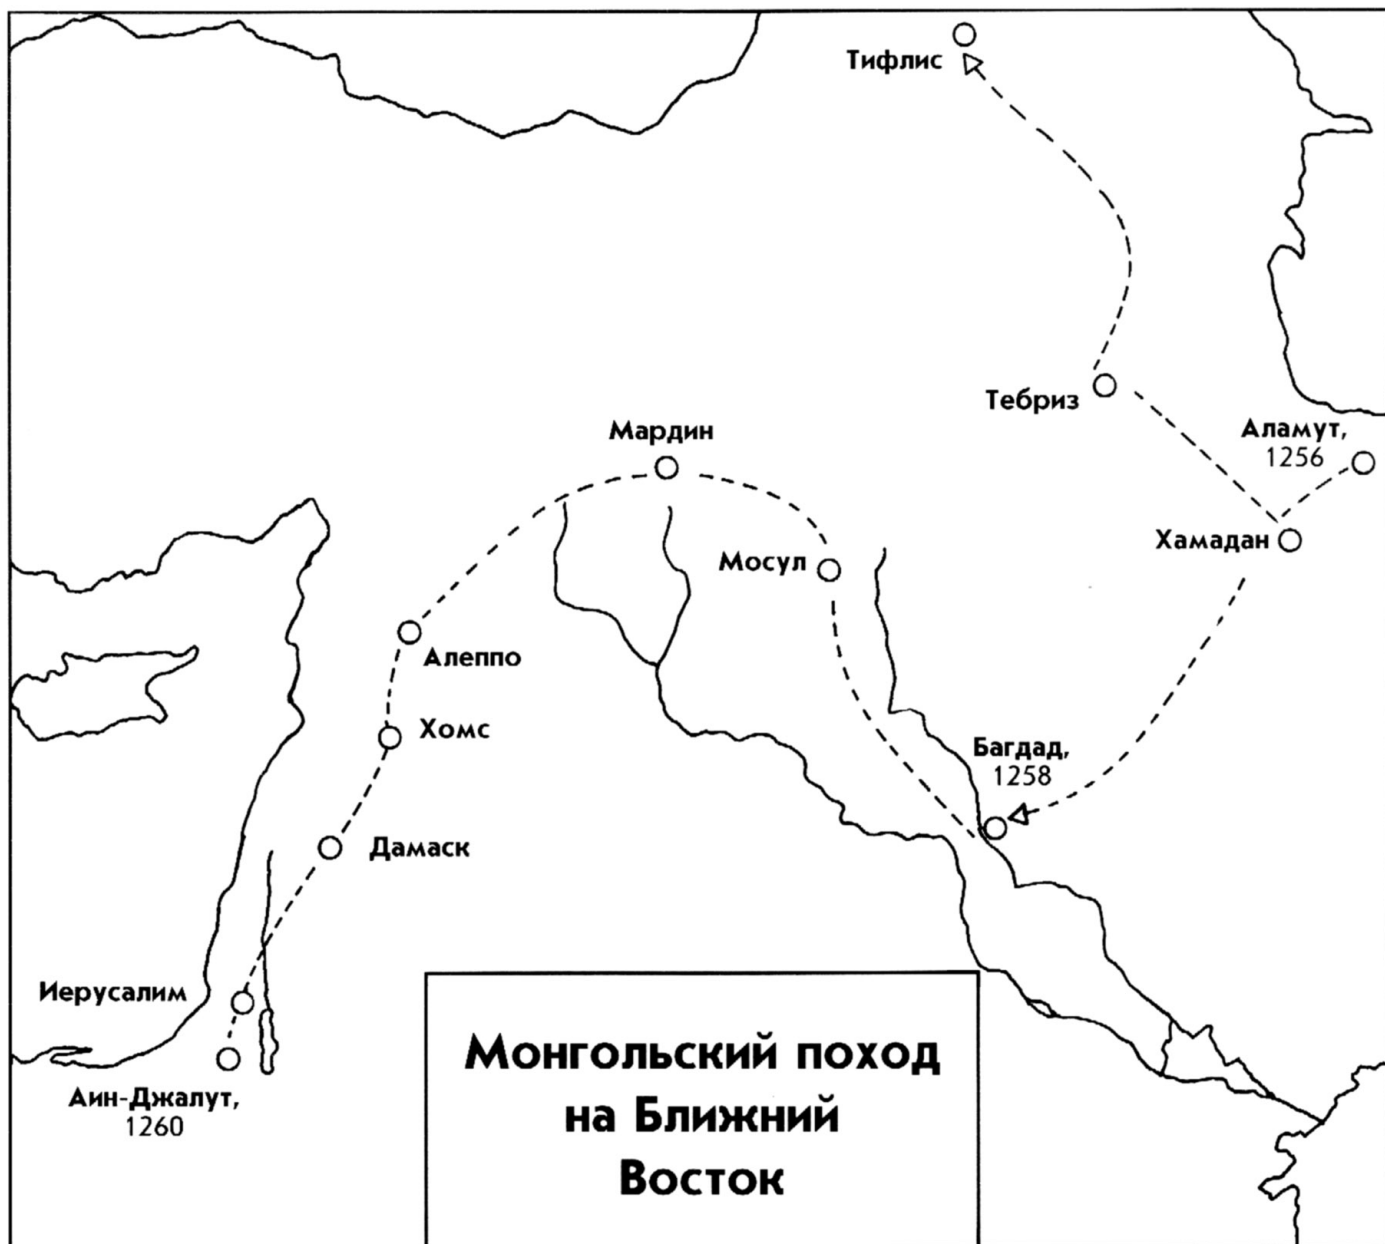 Тифлис
Тебриз
Аламут,
1256
Мардин
Хамадан
Мосул
Алеппо
Хомс
Багдад,
1258
Дамаск
Иерусалим
Аин-Джалут,
1260
Монгольский поход
на Ближний
Восток